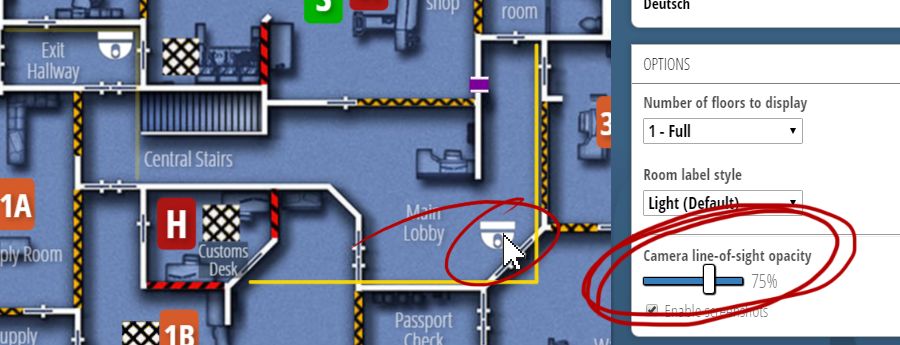 S
shop
room
Exit
Hallway
Central Stairs
3
1A
H
Customs
Desk
Main
Lobby
ply Room
upply
1B
Passport
Check
W
Deutsch
OPTIONS
Number of floors to display
1 - Full
Room label style
Light (Default)
Camera line-of-sight opacity
75%
Enable screenshots